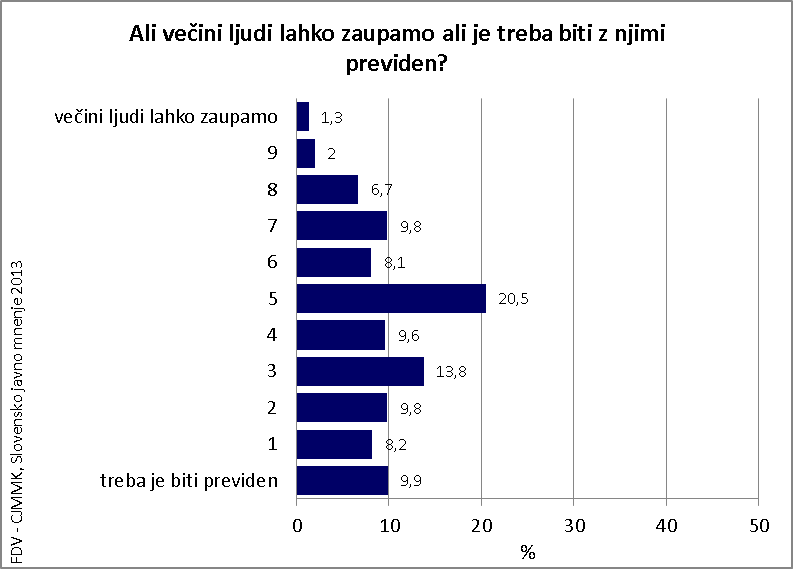 Ali večini ljudi lahko zaupamo ali je treba biti z njimi
previden?
večini ljudi lahko zaupamo 1,3
9 2
8 6,7
7 9,8
6 8,1
5 20,5
4 9,6
3 13,8
2 9,8
1 8,2
treba je biti previden 9,9
0 10 20 30 40 50
%
FDV - CJMMK, Slovensko javno mnenje 2013